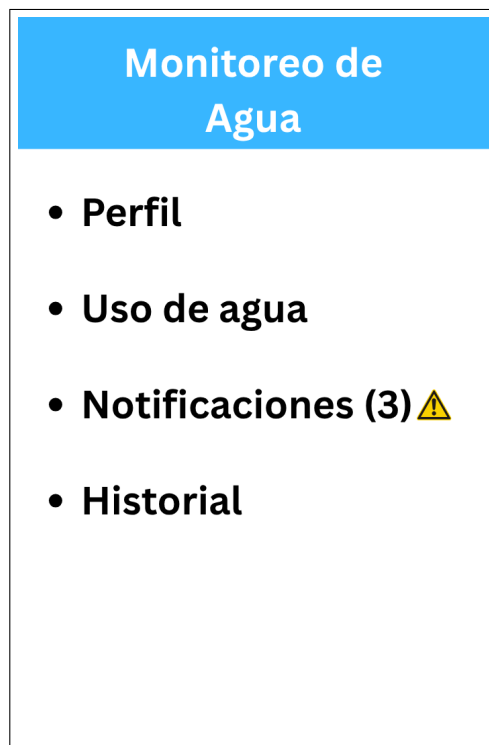 Monitoreo de
Agua
• Perfil
• Uso de agua
• Notificaciones (3)⚠
• Historial